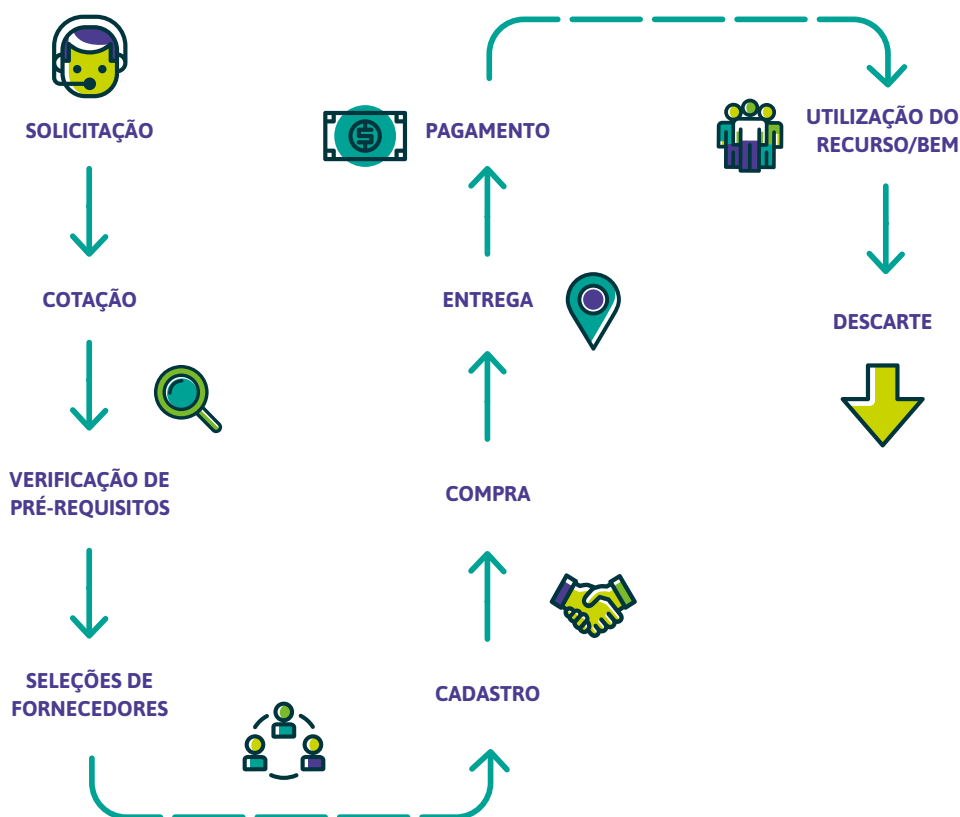 SOLICITAÇÃO
COTAÇÃO
VERIFICAÇÃO DE
PRÉ-REQUISITOS
SELEÇÕES DE
FORNECEDORES
CADASTRO
COMPRA
ENTREGA
PAGAMENTO
UTILIZAÇÃO DO
RECURSO/BEM
DESCARTE